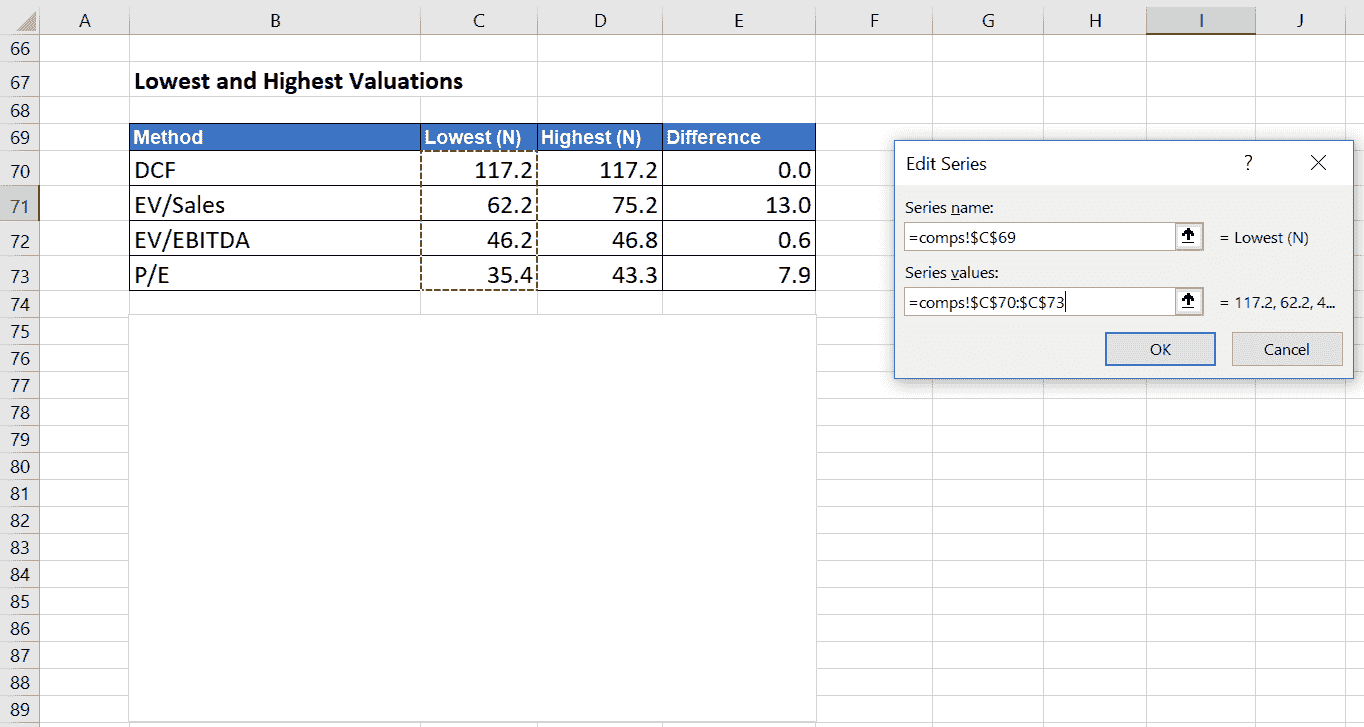 A B C D E F G H I J
66
67 Lowest and Highest Valuations
68
69 Method Lowest (N) Highest (N) Difference
70 DCF 117.2 117.2 0.0
71 EV/Sales 62.2 75.2 13.0
72 EV/EBITDA 46.2 46.8 0.6
73 P/E 35.4 43.3 7.9
74
75
76
77
78
79
80
81
82
83
84
85
86
87
88
89
Edit Series ?
Series name:
=comps!$C$69 = Lowest (N)
Series values:
=comps!$C$70:$C$73 = 117.2, 62.2, 4...
OK Cancel